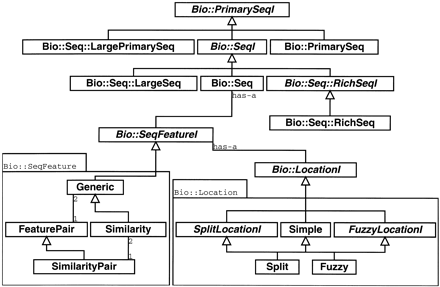 Bio::PrimarySeqI
Bio::Seq::LargePrimarySeq
Bio::SeqI
Bio::PrimarySeq
Bio::Seq::LargeSeq
Bio::Seq
Bio::Seq::RichSeqI
has-a
Bio::Seq::RichSeq
Bio::SeqFeatureI
has-a
Bio::SeqFeature
Bio::LocationI
Generic
Bio::Location
2
1
FeaturePair
Similarity
SplitLocationI
Simple
FuzzyLocationI
2
1
SimilarityPair
Split
Fuzzy